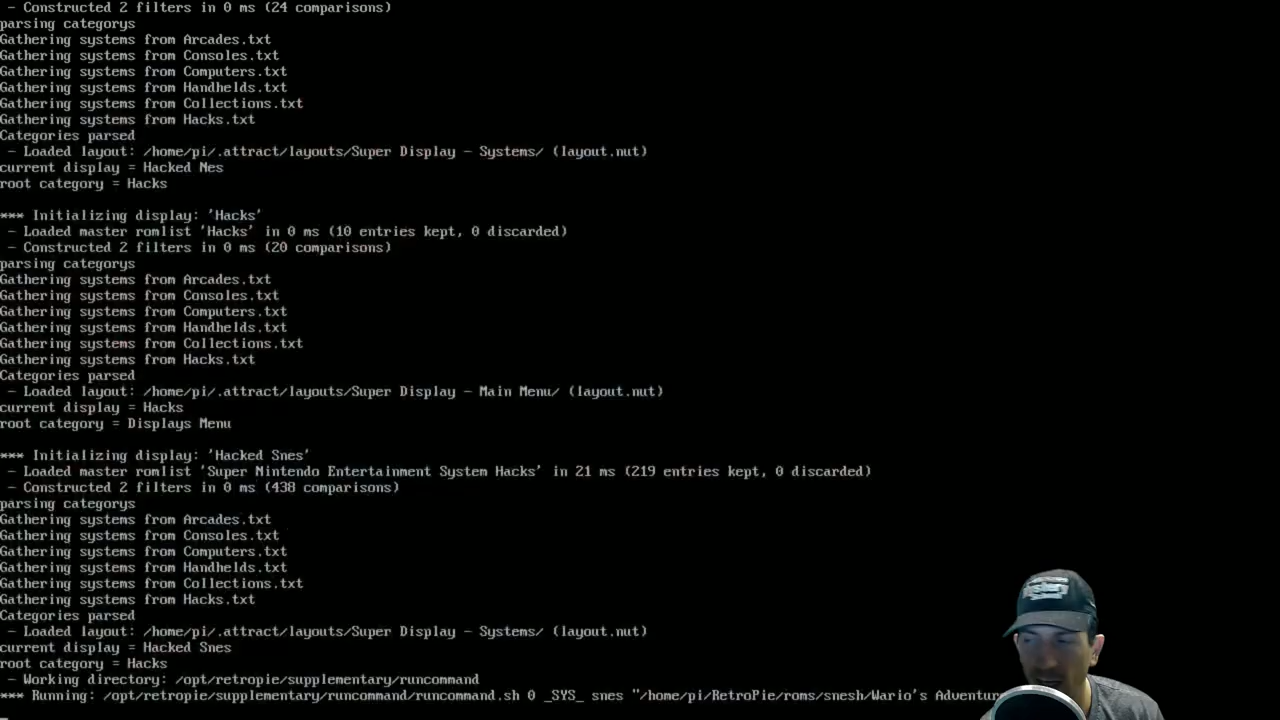 - Constructed 2 filters in 0 ms (24 comparisons)
parsing categorys
Gathering systems from Arcades.txt
Gathering systems from Consoles.txt
Gathering systems from Computers.txt
Gathering systems from Handhelds.txt
Gathering systems from Collections.txt
Gathering systems from Hacks.txt
Categories parsed
- Loaded layout: /home/pi/.attract/layouts/Super Display - Systems/ (layout.nut)
current display = Hacked Nes
root category = Hacks
*** Initializing display: 'Hacks'
- Loaded master romlist 'Hacks' in 0 ms (10 entries kept, 0 discarded)
- Constructed 2 filters in 0 ms (20 comparisons)
parsing categorys
Gathering systems from Arcades.txt
Gathering systems from Consoles.txt
Gathering systems from Computers.txt
Gathering systems from Handhelds.txt
Gathering systems from Collections.txt
Gathering systems from Hacks.txt
Categories parsed
- Loaded layout: /home/pi/.attract/layouts/Super Display - Main Menu/ (layout.nut)
current display = Hacks
root category = Displays Menu
*** Initializing display: 'Hacked Snes'
- Loaded master romlist 'Super Nintendo Entertainment System Hacks' in 21 ms (219 entries kept, 0 discarded)
- Constructed 2 filters in 0 ms (438 comparisons)
parsing categorys
Gathering systems from Arcades.txt
Gathering systems from Consoles.txt
Gathering systems from Computers.txt
Gathering systems from Handhelds.txt
Gathering systems from Collections.txt
Gathering systems from Hacks.txt
Categories parsed
- Loaded layout: /home/pi/.attract/layouts/Super Display - Systems/ (layout.nut)
current display = Hacked Snes
root category = Hacks
- Working directory: /opt/retropie/supplementary/runcommand
*** Running: /opt/retropie/supplementary/runcommand/runcommand.sh 0 _SYS_ snes "/home/pi/RetroPie/roms/snesh/Wario's Adventure